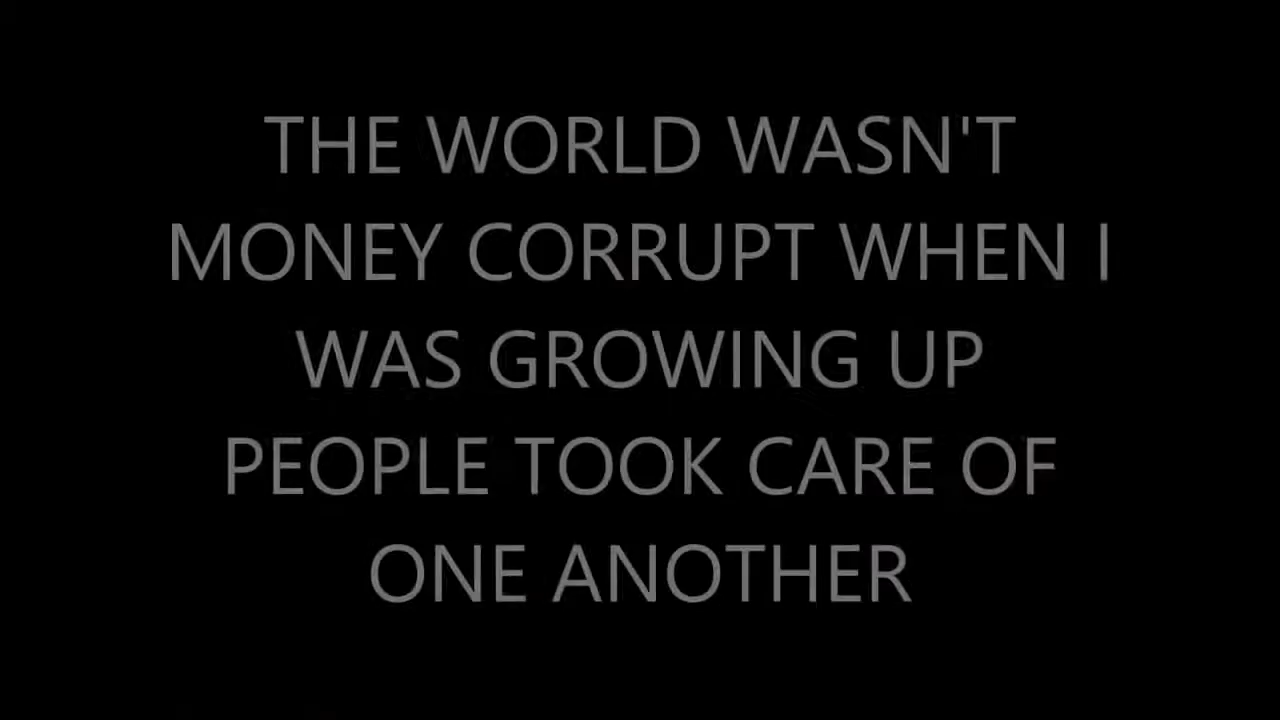 THE WORLD WASN'T
MONEY CORRUPT WHEN I
WAS GROWING UP
PEOPLE TOOK CARE OF
ONE ANOTHER